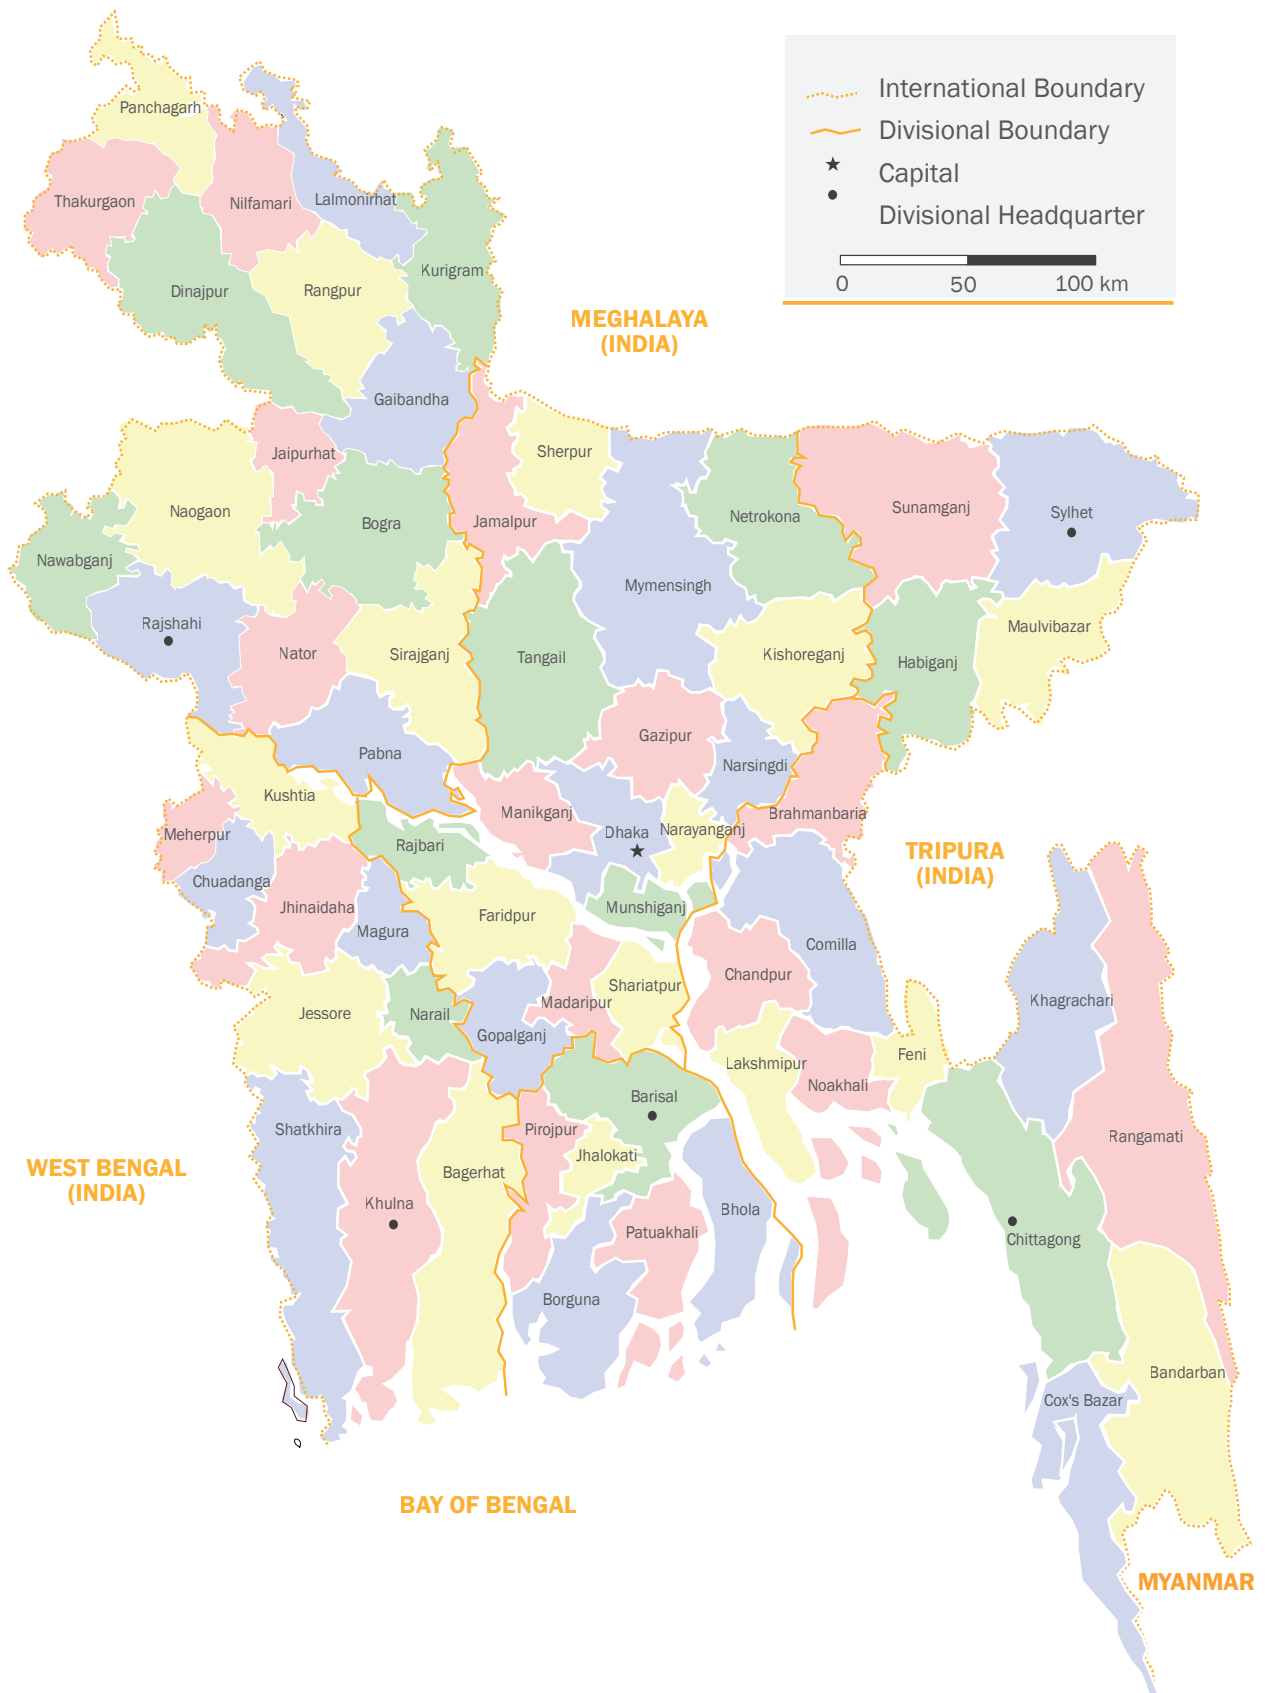 International Boundary
Divisional Boundary
Capital
Divisional Headquarter
0 50 100 km
Panchagarh
Thakurgaon
Nilfamari
Lalmonirhat
Kurigram
Dinajpur
Rangpur
MEGHALAYA
(INDIA)
Gaibandha
Jaipurhat
Sherpur
Naogaon
Bogra
Jamalpur
Netrokona
Sunamganj
Sylhet
Nawabganj
Mymensingh
Rajshahi
Nator
Sirajganj
Tangail
Kishoreganj
Habiganj
Maulvibazar
Gazipur
Pabna
Narsingdi
Kushtia
Manikganj
Brahmanbaria
Meherpur
Rajbari
Dhaka
Narayanganj
TRIPURA
(INDIA)
Chuadanga
Jhinaidaha
Magura
Faridpur
Munshiganj
Comilla
Chandpur
Shariatpur
Madaripur
Khagrachari
Jessore
Narail
Gopalganj
Lakshmipur
Feni
Noakhali
Barisal
Shatkhira
Pirojpur
Rangamati
Jhalokati
WEST BENGAL
(INDIA)
Bagerhat
Khulna
Bhola
Patuakhali
Chittagong
Borguna
Bandarban
Cox's Bazar
BAY OF BENGAL
MYANMAR